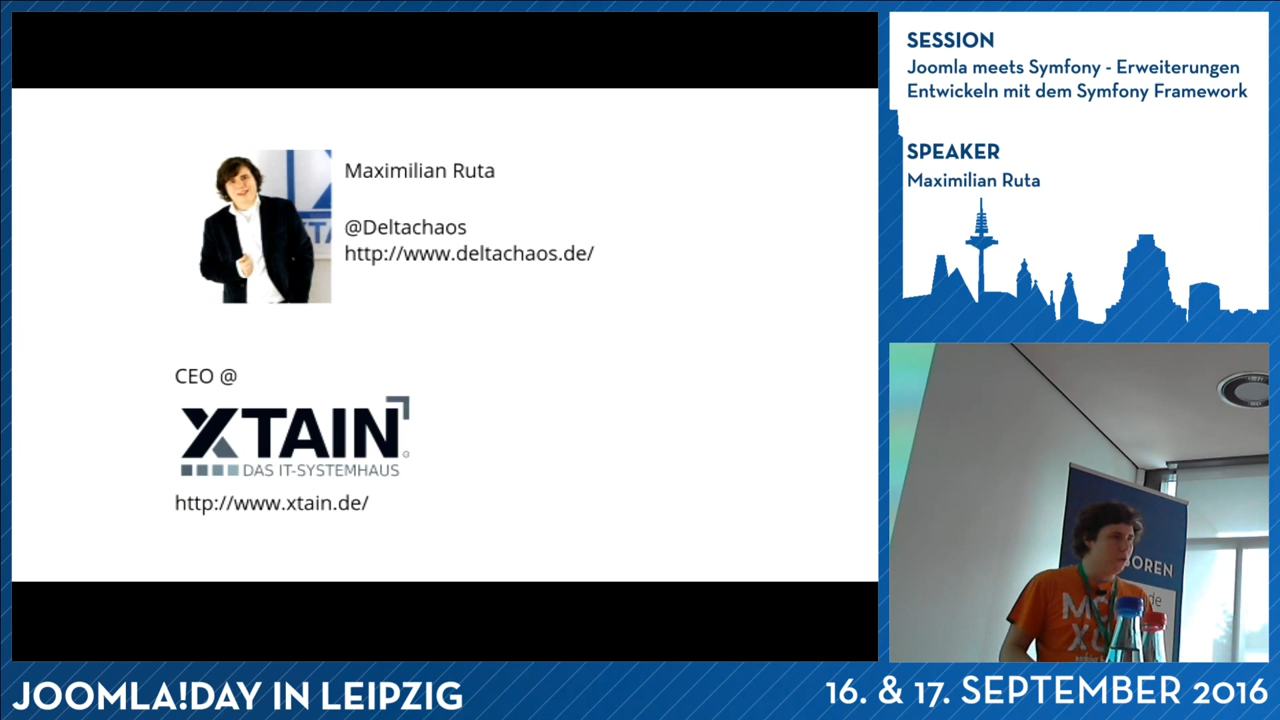 Maximilian Ruta
@Deltachaos
http://www.deltachaos.de/
CEO @
XTAIN
DAS IT-SYSTEMHAUS
http://www.xtain.de/
SESSION
Joomla meets Symfony - Erweiterungen
Entwickeln mit dem Symfony Framework
SPEAKER
Maximilian Ruta
JOOMLA!DAY IN LEIPZIG
16. & 17. SEPTEMBER 2016